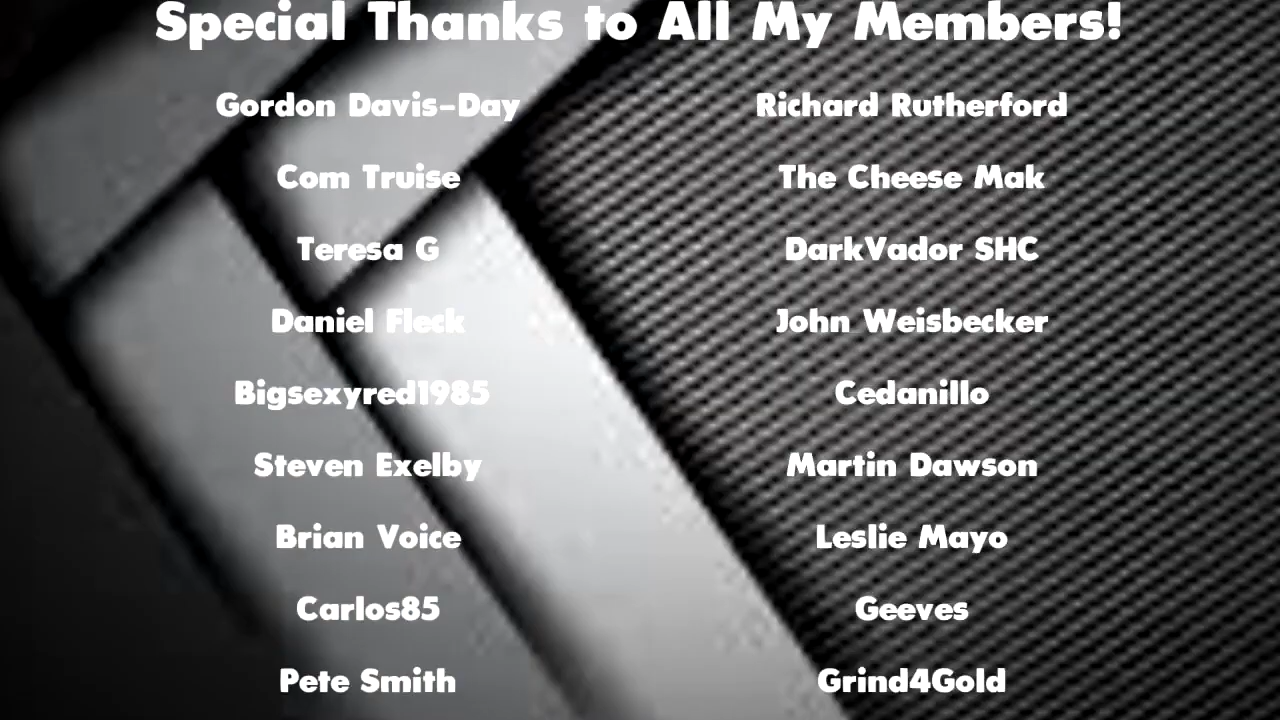 Special Thanks to All My Members!
Gordon Davis-Day
Richard Rutherford
Com Truise
The Cheese Mak
Teresa G
DarkVador SHC
Daniel Fleck
John Weisbecker
Bigsexyred1985
Cedanillo
Steven Exelby
Martin Dawson
Brian Voice
Leslie Mayo
Carlos85
Geeves
Pete Smith
Grind4Gold